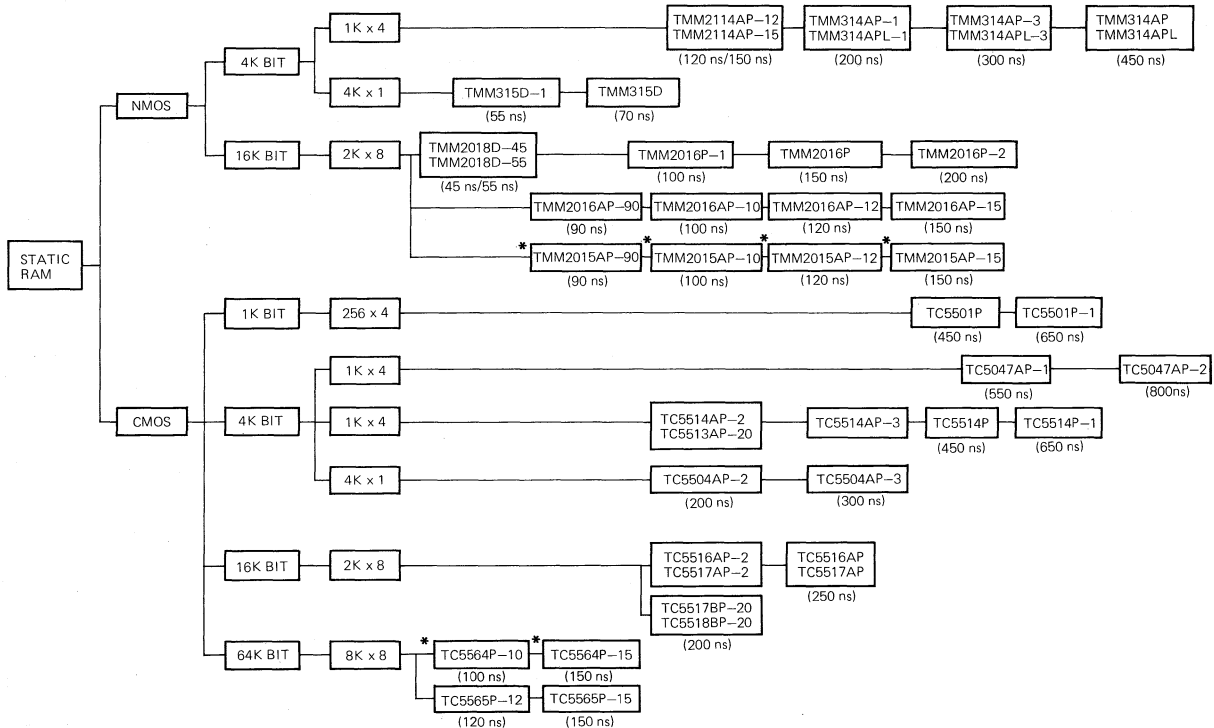 1K x 4
TMM2114AP−12
TMM2114AP−15
(120 ns/150 ns)
TMM314AP−1
TMM314APL−1
(200 ns)
TMM314AP−3
TMM314APL−3
(300 ns)
TMM314AP
TMM314APL
(450 ns)
4K BIT
4K x 1
TMM315D−1
(55 ns)
TMM315D
(70 ns)
NMOS
16K BIT
2K x 8
TMM2018D−45
TMM2018D−55
(45 ns/55 ns)
TMM2016P−1
(100 ns)
TMM2016P
(150 ns)
TMM2016P−2
(200 ns)
TMM2016AP−90
(90 ns)
TMM2016AP−10
(100 ns)
TMM2016AP−12
(120 ns)
TMM2016AP−15
(150 ns)
* TMM2015AP−90
(90 ns)
* TMM2015AP−10
(100 ns)
* TMM2015AP−12
(120 ns)
* TMM2015AP−15
(150 ns)
STATIC
RAM
1K BIT
256 x 4
TC5501P
(450 ns)
TC5501P−1
(650 ns)
1K x 4
TC5047AP−1
(550 ns)
TC5047AP−2
(800ns)
CMOS
4K BIT
1K x 4
TC5514AP−2
TC5513AP−20
TC5514AP−3
TC5514P
(450 ns)
TC5514P−1
(650 ns)
4K x 1
TC5504AP−2
(200 ns)
TC5504AP−3
(300 ns)
16K BIT
2K x 8
TC5516AP−2
TC5517AP−2
TC5516AP
TC5517AP
(250 ns)
TC5517BP−20
TC5518BP−20
(200 ns)
64K BIT
8K x 8
* TC5564P−10
(100 ns)
* TC5564P−15
(150 ns)
TC5565P−12
(120 ns)
TC5565P−15
(150 ns)